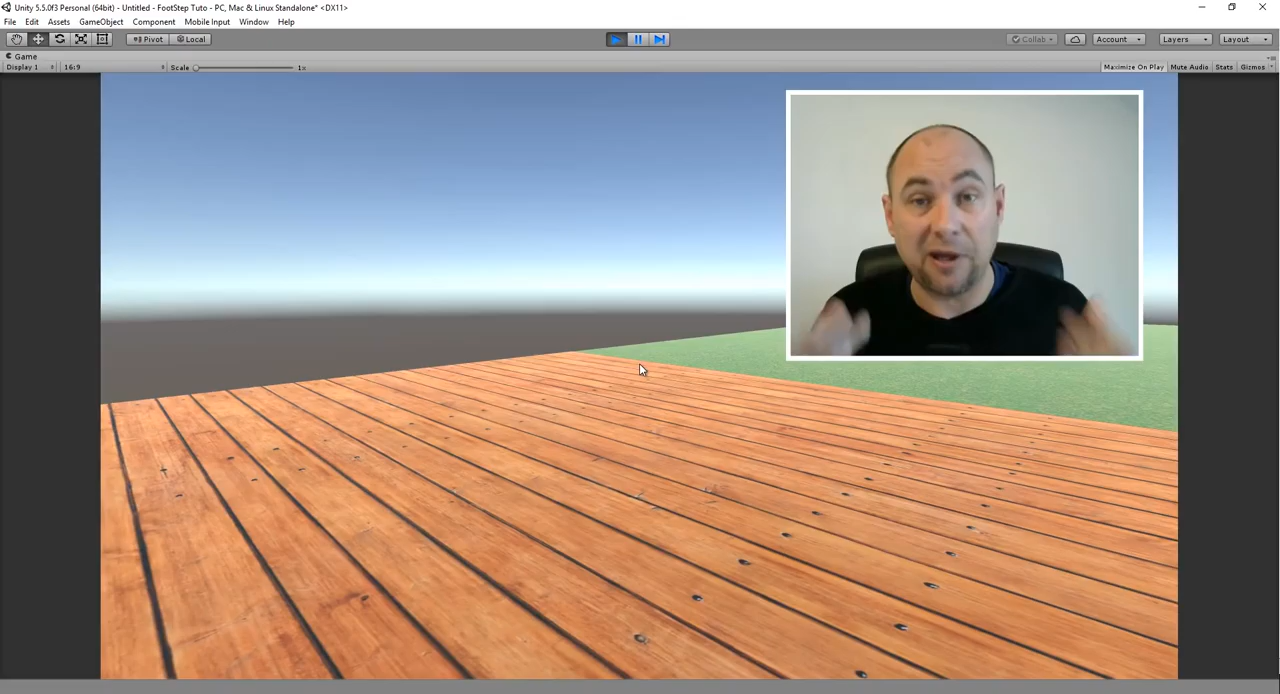 Unity 5.5.0f3 Personal (64bit) - Untitled - FootStep Tuto - PC, Mac & Linux Standalone* <DX11>
File Edit Assets GameObject Component Mobile Input Window Help
Pivot Local Collab Account Layers Layout
Game
Display 1 16:9 Scale 1x Maximize On Play Mute Audio Stats Gizmos